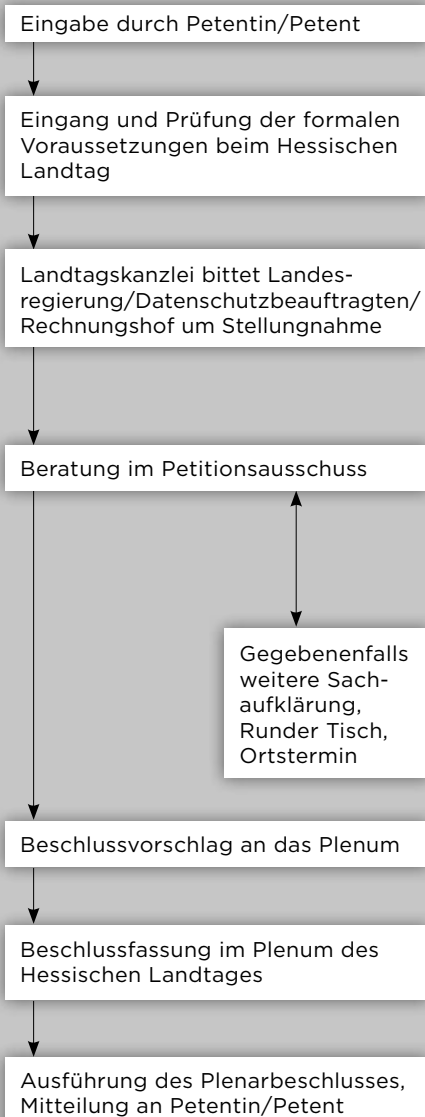 Eingabe durch Petentin/Petent
Eingang und Prüfung der formalen
Voraussetzungen beim Hessischen
Landtag
Landtagskanzlei bittet Landes-
regierung/Datenschutzbeauftragten/
Rechnungshof um Stellungnahme
Beratung im Petitionsausschuss
Gegebenenfalls
weitere Sach-
aufklärung,
Runder Tisch,
Ortstermin
Beschlussvorschlag an das Plenum
Beschlussfassung im Plenum des
Hessischen Landtages
Ausführung des Plenarbeschlusses,
Mitteilung an Petentin/Petent